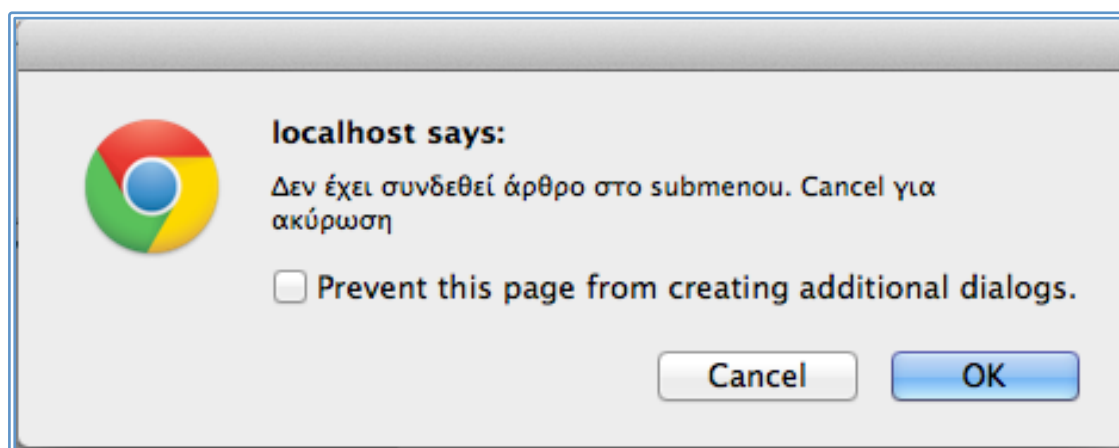 localhost says:
Δεν έχει συνδεθεί άρθρο στο submenou. Cancel για
ακύρωση
Prevent this page from creating additional dialogs.
Cancel OK